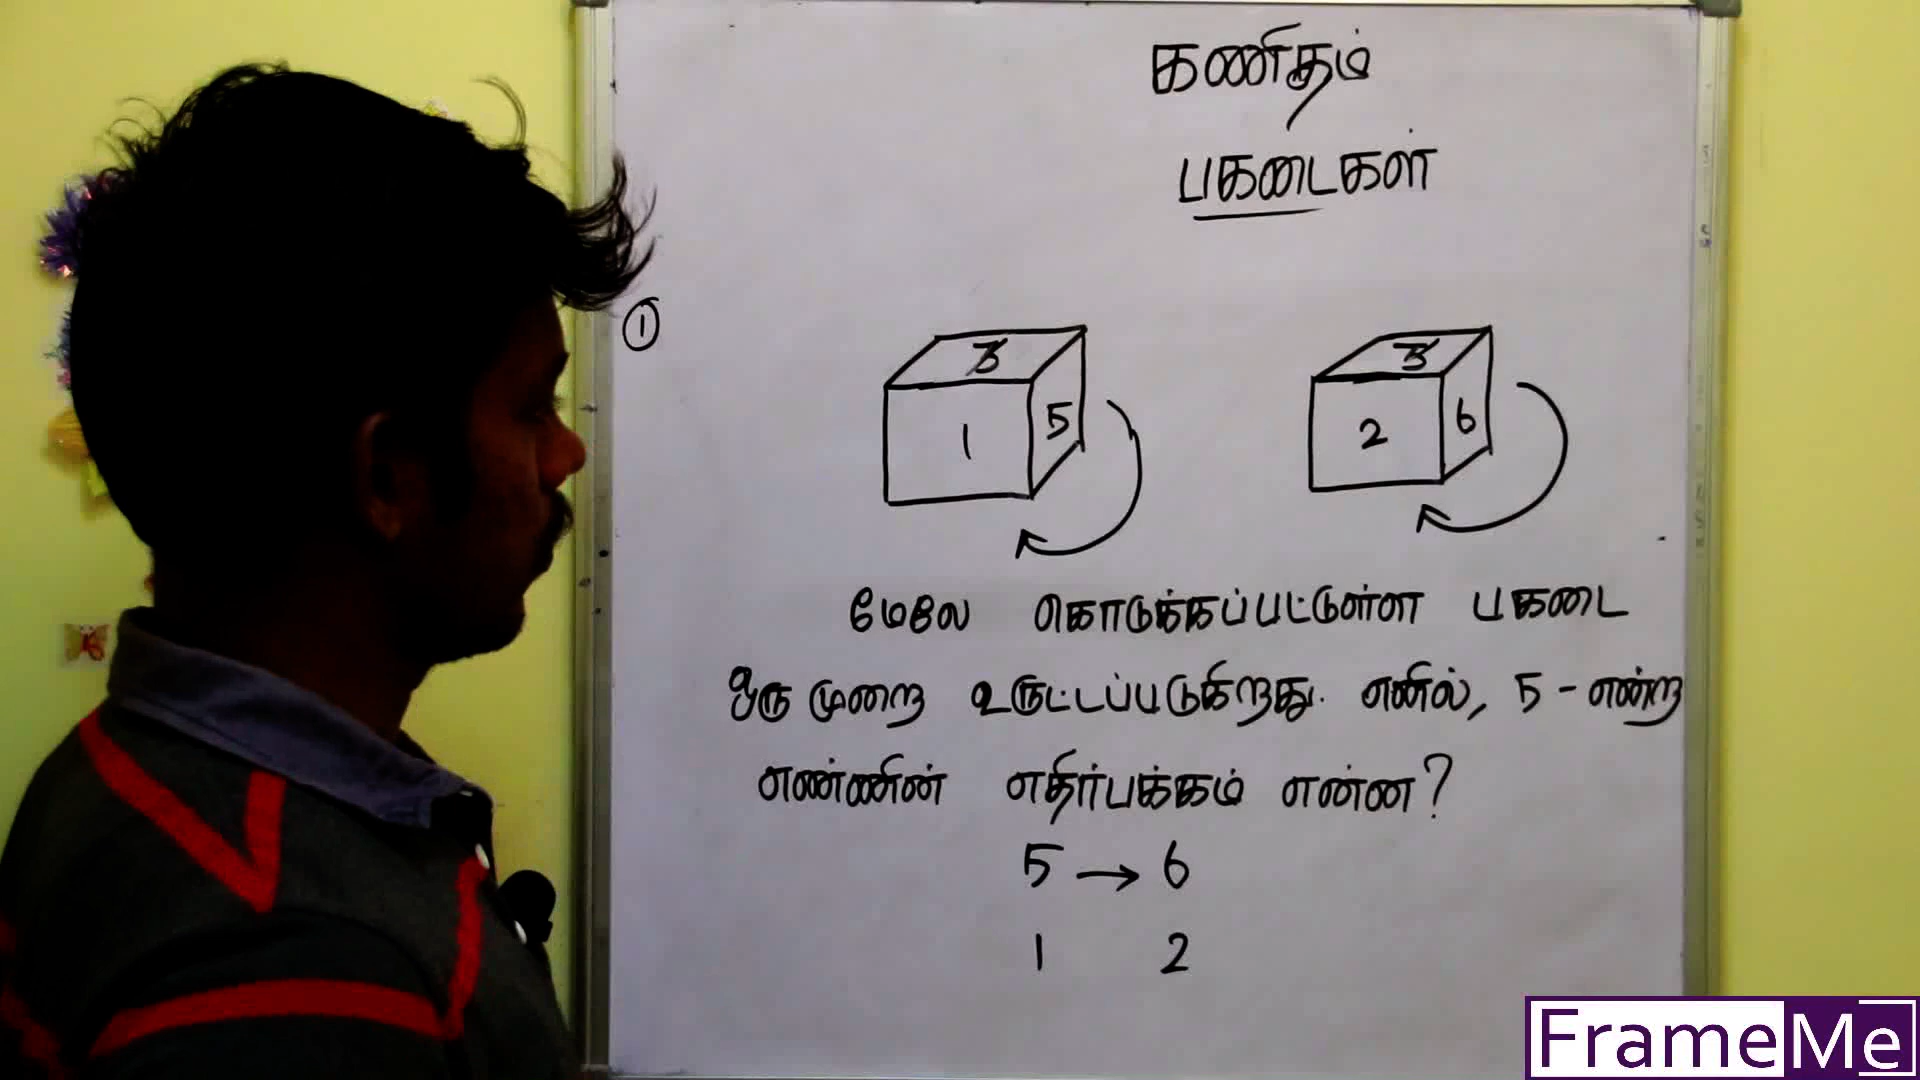 கணிதம்
பகடைகள்
1
3
1
5
3
2
6
மேலே கொடுக்கப்பட்டுள்ள பகடை
ஒரு முறை உருட்டப்படுகிறது. எனில், 5 - என்ற
எண்ணின் எதிர்பக்கம் என்ன?
5 → 6
1 2
FrameMe